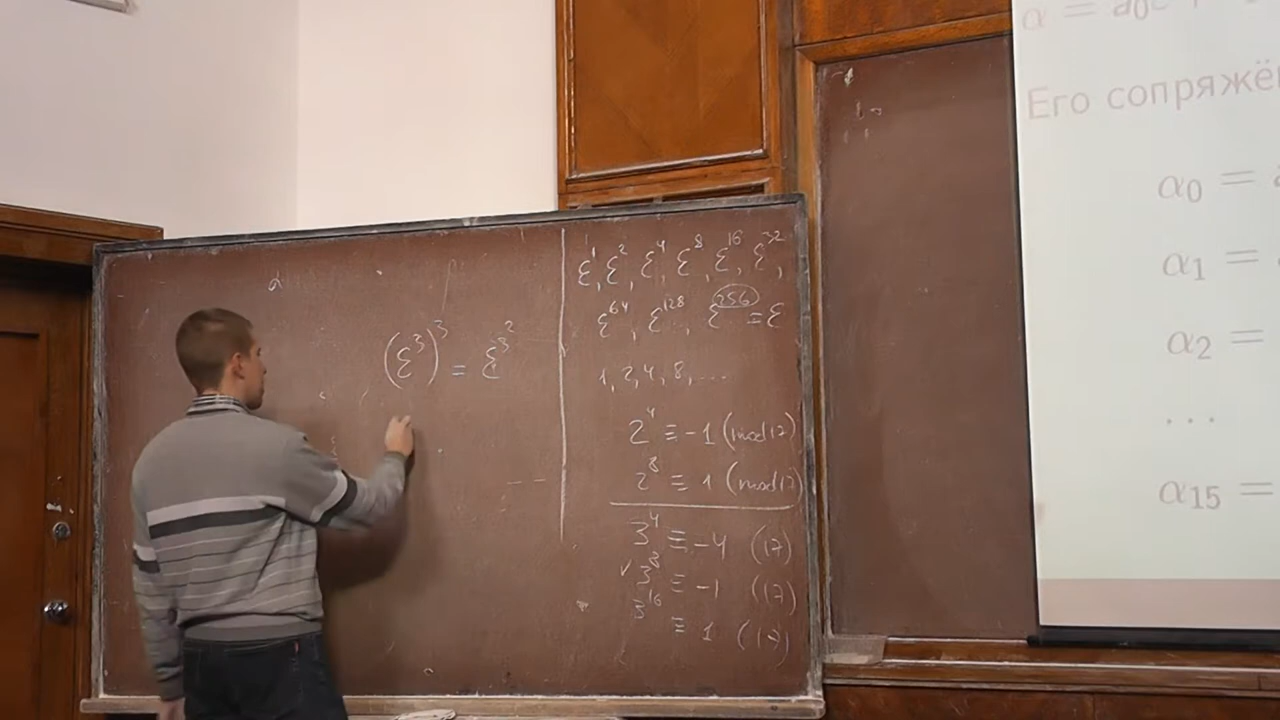 α
(ε³)³ = ε^{3²}
ε¹, ε², ε⁴, ε⁸, ε¹⁶, ε³²,
ε⁶⁴, ε¹²⁸, ε²⁵⁶ = ε
1, 2, 4, 8, ...
2⁴ ≡ -1 (mod 17)
2⁸ ≡ 1 (mod 17)
3⁴ ≡ -4 (17)
✓ 3⁸ ≡ -1 (17)
3¹⁶ ≡ 1 (17)
α = a₀ε
Его сопряжё
α₀ =
α₁ =
α₂ =
...
α₁₅ =